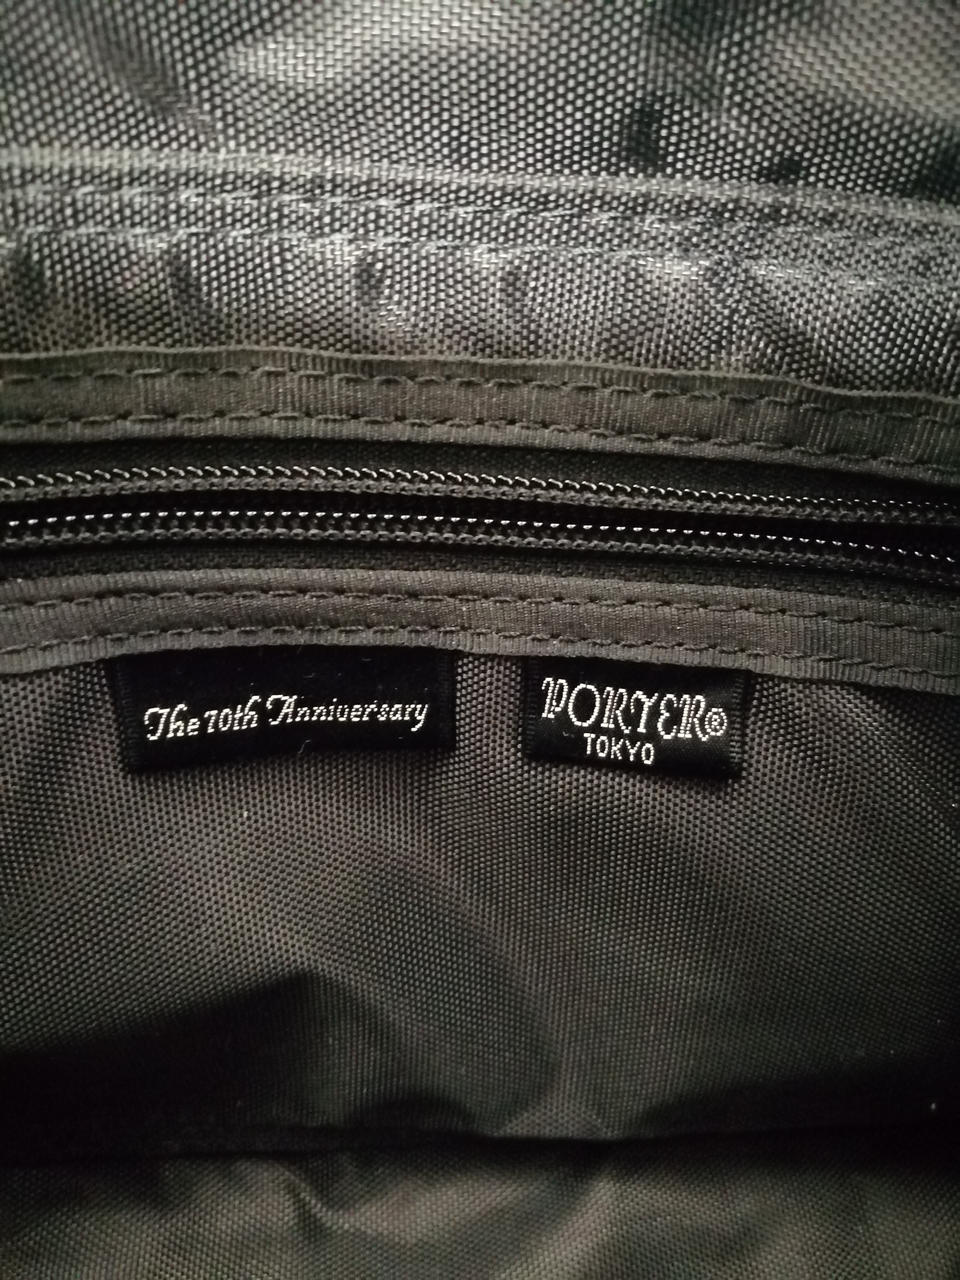 The 70th Anniversary
PORTER®
TOKYO